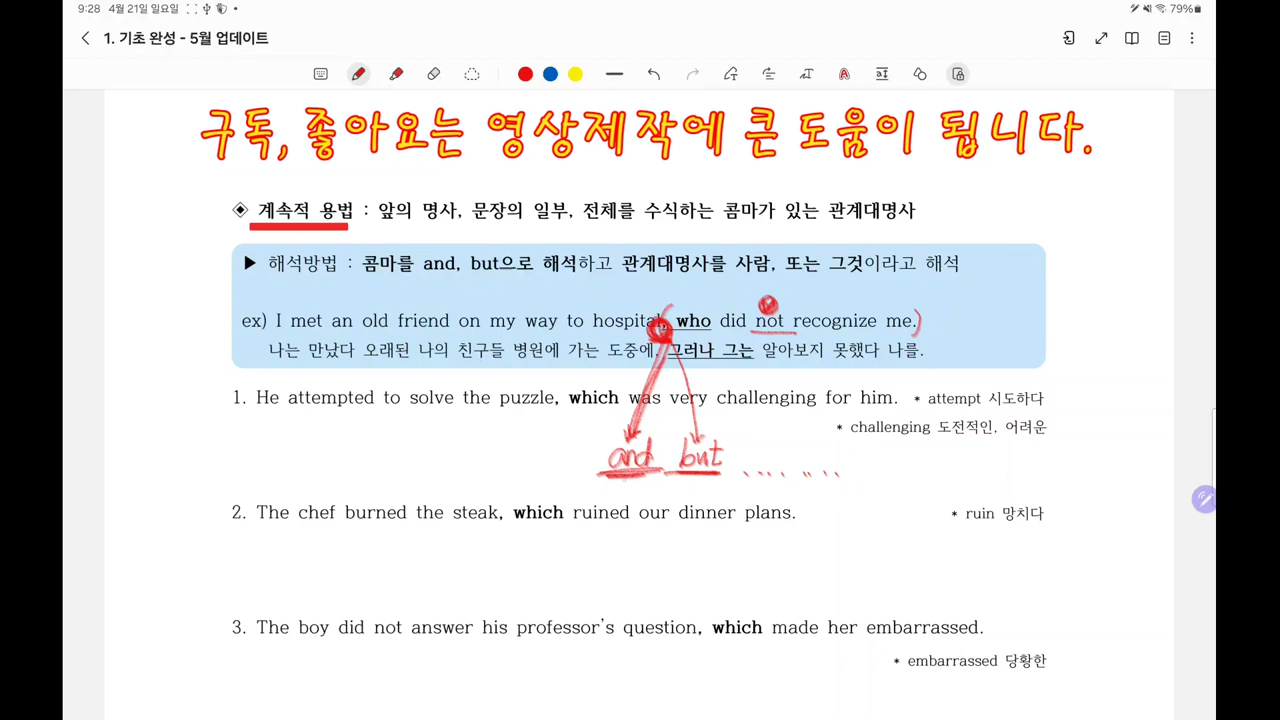 9:28 4월 21일 일요일 79%
1. 기초 완성 - 5월 업데이트
구독, 좋아요는 영상제작에 큰 도움이 됩니다.
◈ 계속적 용법 : 앞의 명사, 문장의 일부, 전체를 수식하는 콤마가 있는 관계대명사
▶ 해석방법 : 콤마를 and, but으로 해석하고 관계대명사를 사람, 또는 그것이라고 해석
ex) I met an old friend on my way to hospital, who did not recognize me.)
나는 만났다 오래된 나의 친구들 병원에 가는 도중에, 그러나 그는 알아보지 못했다 나를.
1. He attempted to solve the puzzle, which was very challenging for him. * attempt 시도하다
* challenging 도전적인, 어려운
and but
2. The chef burned the steak, which ruined our dinner plans. * ruin 망치다
3. The boy did not answer his professor's question, which made her embarrassed.
* embarrassed 당황한